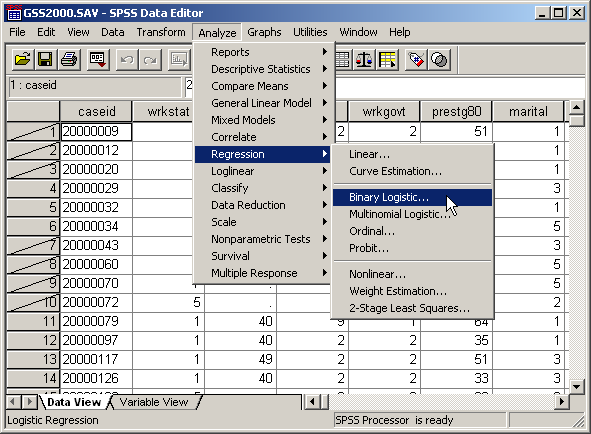 GSS2000.SAV - SPSS Data Editor
File Edit View Data Transform Analyze Graphs Utilities Window Help
1 : caseid 2
caseid wrkstat wrkgovt prestg80 marital
Reports
Descriptive Statistics
Compare Means
General Linear Model
Mixed Models
Correlate
Regression
Loglinear
Classify
Data Reduction
Scale
Nonparametric Tests
Survival
Multiple Response
Linear...
Curve Estimation...
Binary Logistic...
Multinomial Logistic...
Ordinal...
Probit...
Nonlinear...
Weight Estimation...
2-Stage Least Squares...
1 20000009 2 2 51 1
2 20000012 1
3 20000020 1
4 20000029 3
5 20000032 1
6 20000034 5
7 20000043 3
8 20000060 5
9 20000070 1 . 5
10 20000072 5 . 2
11 20000079 1 40 1 64 1
12 20000097 1 40 2 2 35 1
13 20000117 1 49 2 2 51 3
14 20000126 1 40 2 2 33 3
Data View Variable View
Logistic Regression SPSS Processor is ready